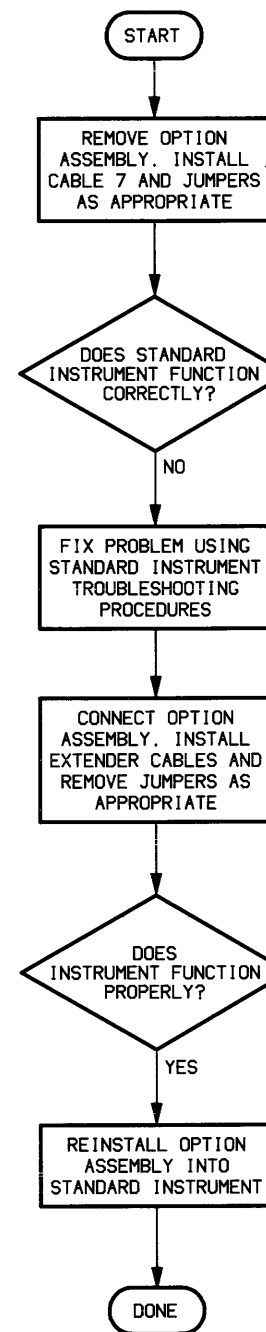 START
REMOVE OPTION
ASSEMBLY. INSTALL
CABLE 7 AND JUMPERS
AS APPROPRIATE
DOES STANDARD
INSTRUMENT FUNCTION
CORRECTLY?
NO
FIX PROBLEM USING
STANDARD INSTRUMENT
TROUBLESHOOTING
PROCEDURES
CONNECT OPTION
ASSEMBLY. INSTALL
EXTENDER CABLES AND
REMOVE JUMPERS AS
APPROPRIATE
DOES
INSTRUMENT FUNCTION
PROPERLY?
YES
REINSTALL OPTION
ASSEMBLY INTO
STANDARD INSTRUMENT
DONE